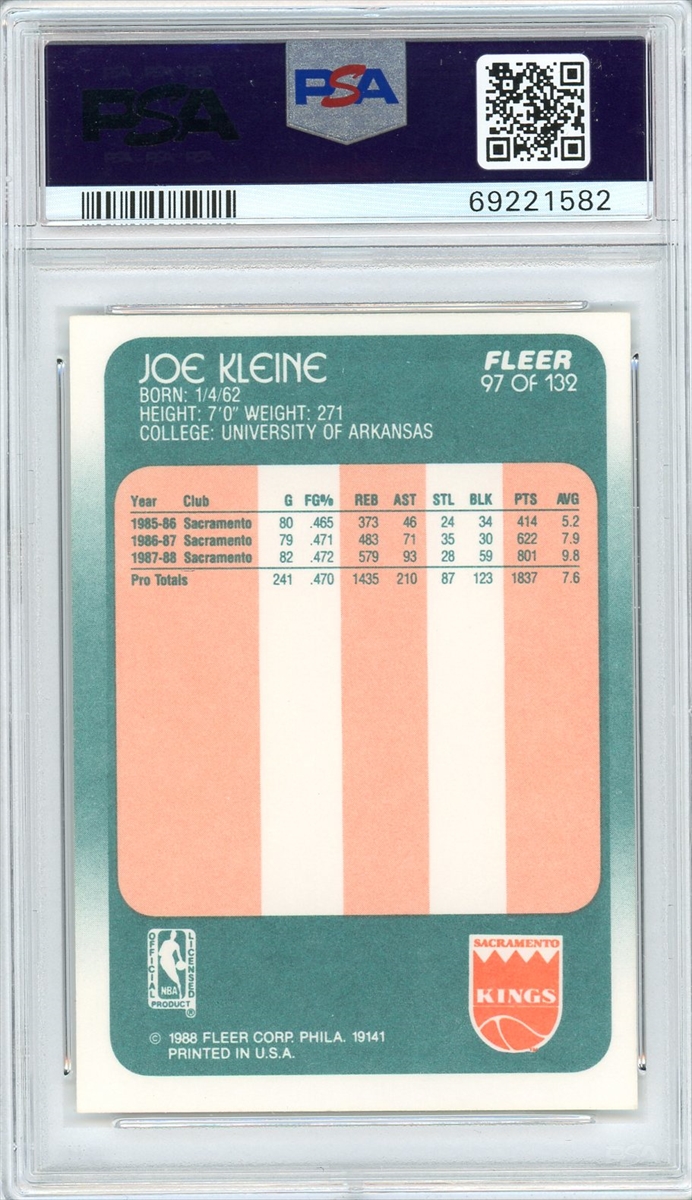 PSA
PSA
69221582
JOE KLEINE
FLEER
97 OF 132
BORN: 1/4/62
HEIGHT: 7'0" WEIGHT: 271
COLLEGE: UNIVERSITY OF ARKANSAS
Year Club G FG% REB AST STL BLK PTS AVG
1985-86 Sacramento 80 .465 373 46 24 34 414 5.2
1986-87 Sacramento 79 .471 483 71 35 30 622 7.9
1987-88 Sacramento 82 .472 579 93 28 59 801 9.8
Pro Totals 241 .470 1435 210 87 123 1837 7.6
OFFICIAL
LICENSED
NBA
PRODUCT
®
SACRAMENTO
KINGS
© 1988 FLEER CORP. PHILA. 19141
PRINTED IN U.S.A.